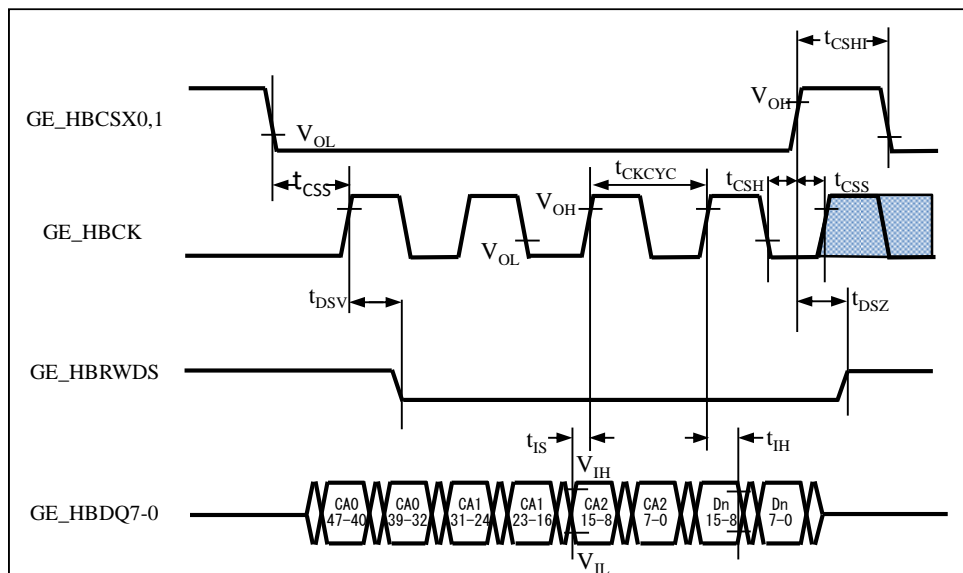 tCSHI
GE_HBCSX0,1
VOL
VOH
tCSS
tCKCYC
tCSH
tCSS
GE_HBCK
VOH
VOL
tDSV
tDSZ
GE_HBRWDS
tIS
VIH
tIH
GE_HBDQ7-0
CA0
47-40
CA0
39-32
CA1
31-24
CA1
23-16
CA2
15-8
CA2
7-0
Dn
15-8
Dn
7-0
VIL